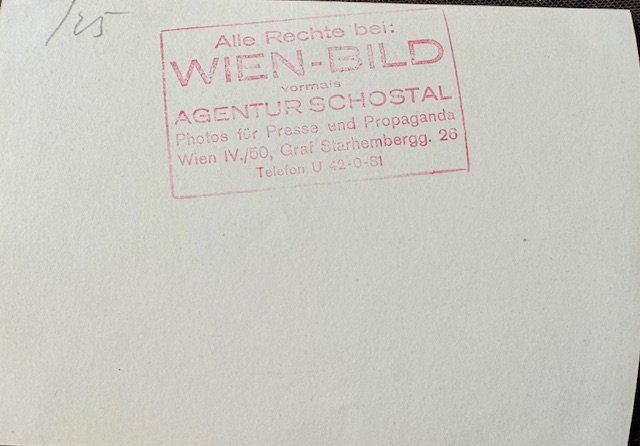 /25
Alle Rechte bei:
WIEN-BILD
vormals
AGENTUR SCHOSTAL
Photos für Presse und Propaganda
Wien IV./50, Graf Starhembergg. 26
Telefon U 42-0-81